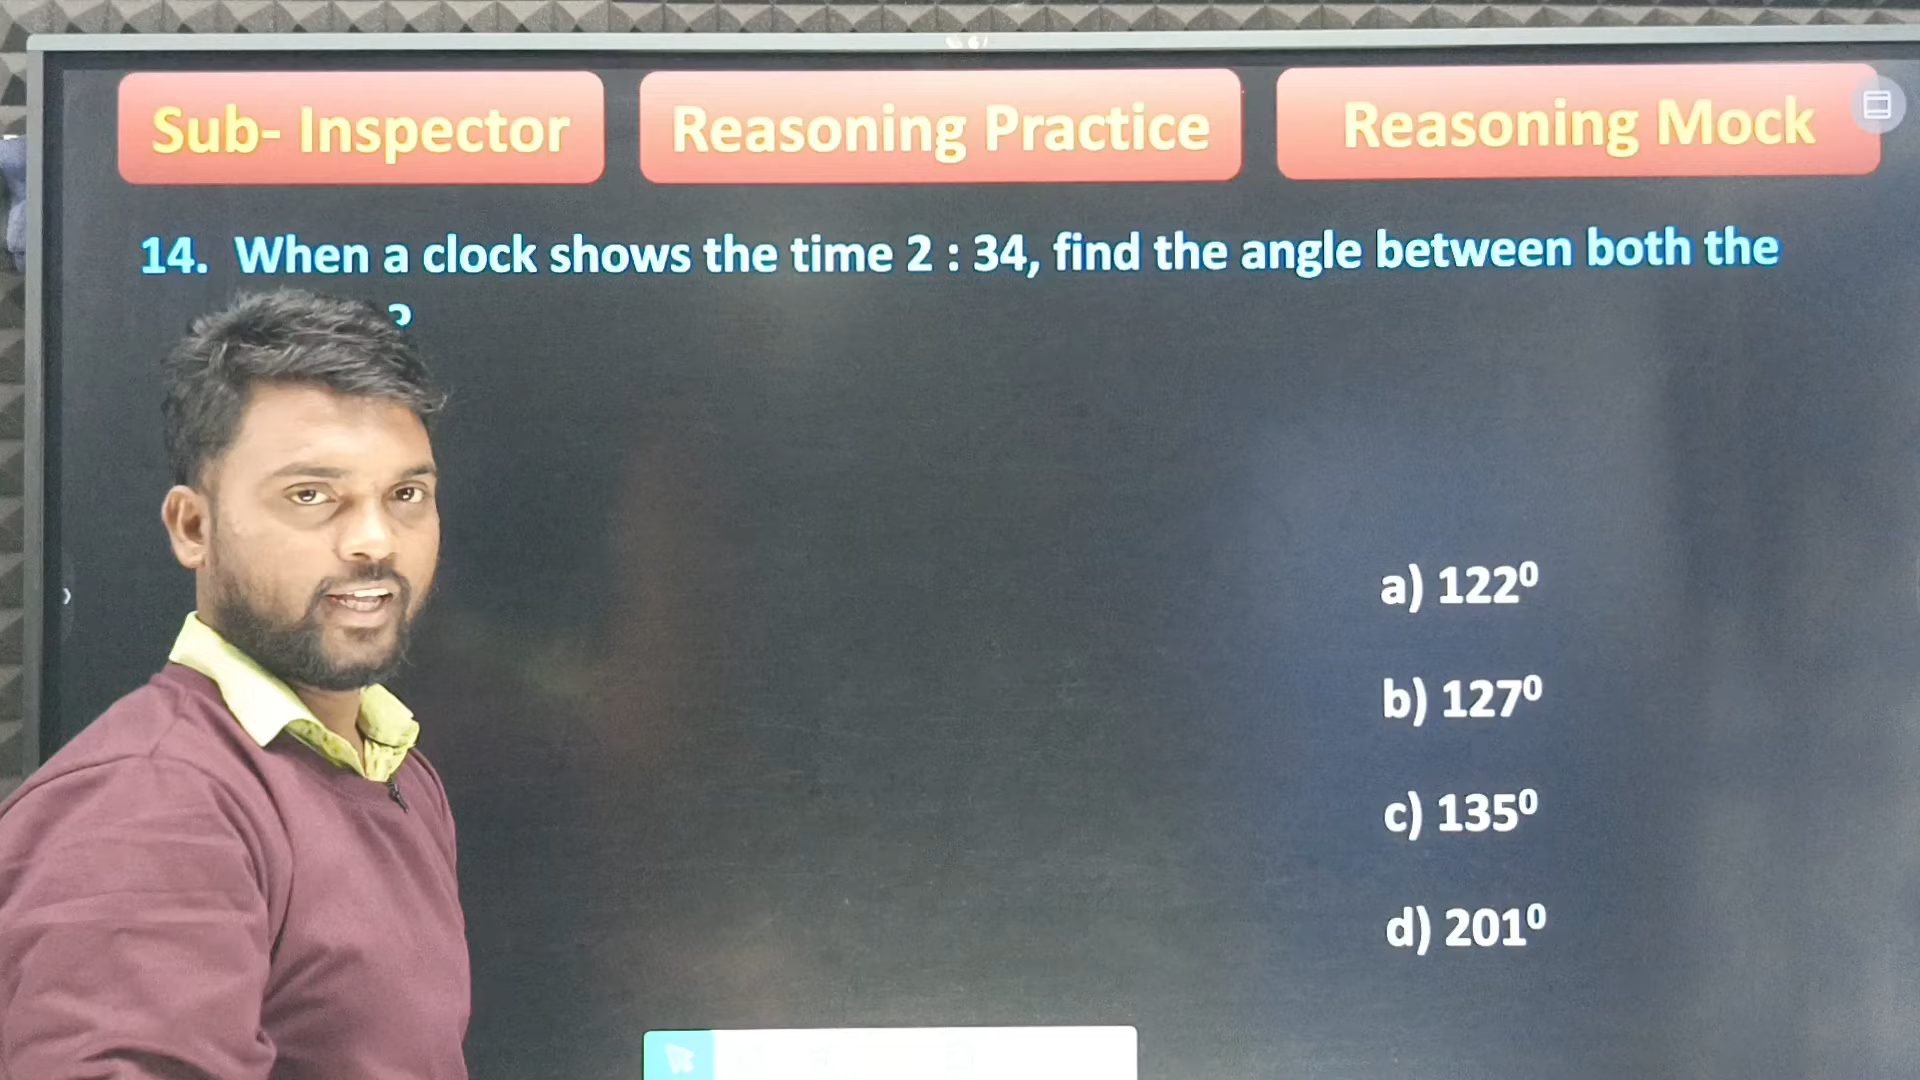 Sub- Inspector
Reasoning Practice
Reasoning Mock
14. When a clock shows the time 2 : 34, find the angle between both the
?
a) 122⁰
b) 127⁰
c) 135⁰
d) 201⁰